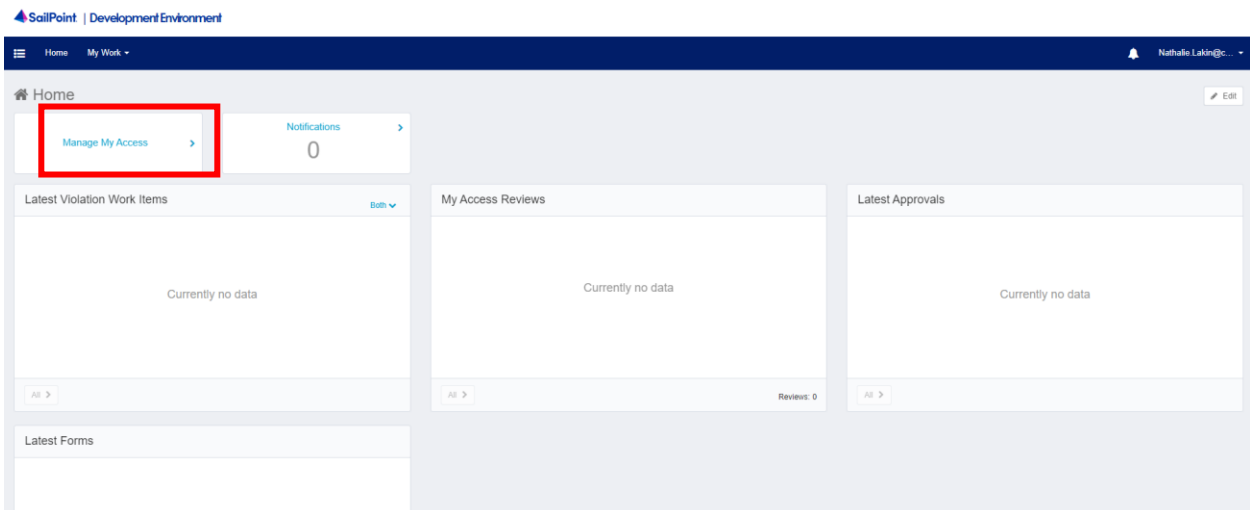 SailPoint | Development Environment
Home My Work Nathalie.Lakin@c...
Home
Edit
Manage My Access
Notifications
0
Latest Violation Work Items Both
My Access Reviews
Latest Approvals
Currently no data
Currently no data
Currently no data
All
All Reviews: 0
All
Latest Forms